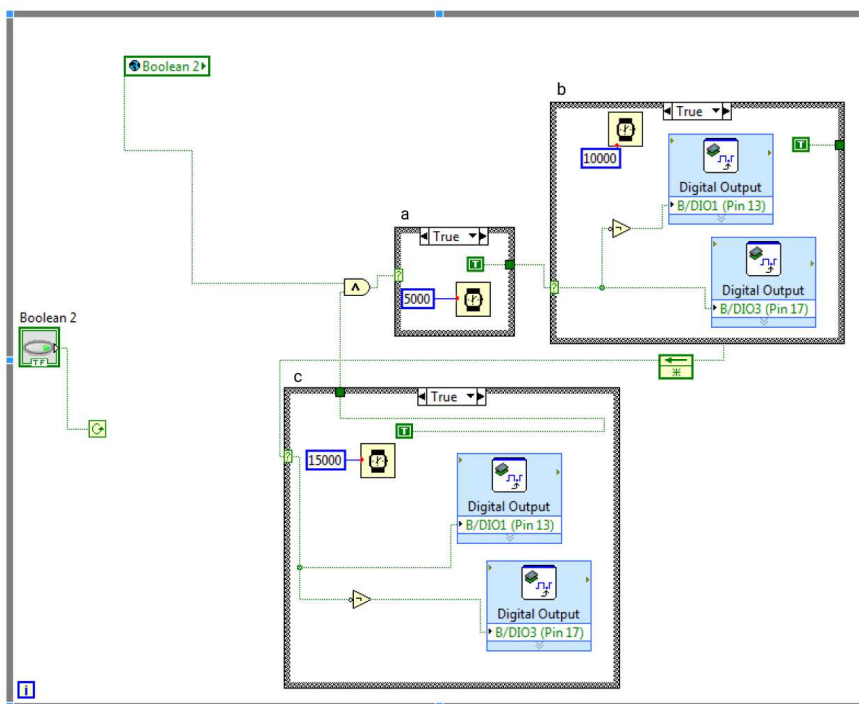 Boolean 2
b
True
10000
T
Digital Output
B/DIO1 (Pin 13)
a
True
T
5000
?
?
Digital Output
B/DIO3 (Pin 17)
Boolean 2
TF
c
True
T
?
15000
Digital Output
B/DIO1 (Pin 13)
Digital Output
B/DIO3 (Pin 17)
i